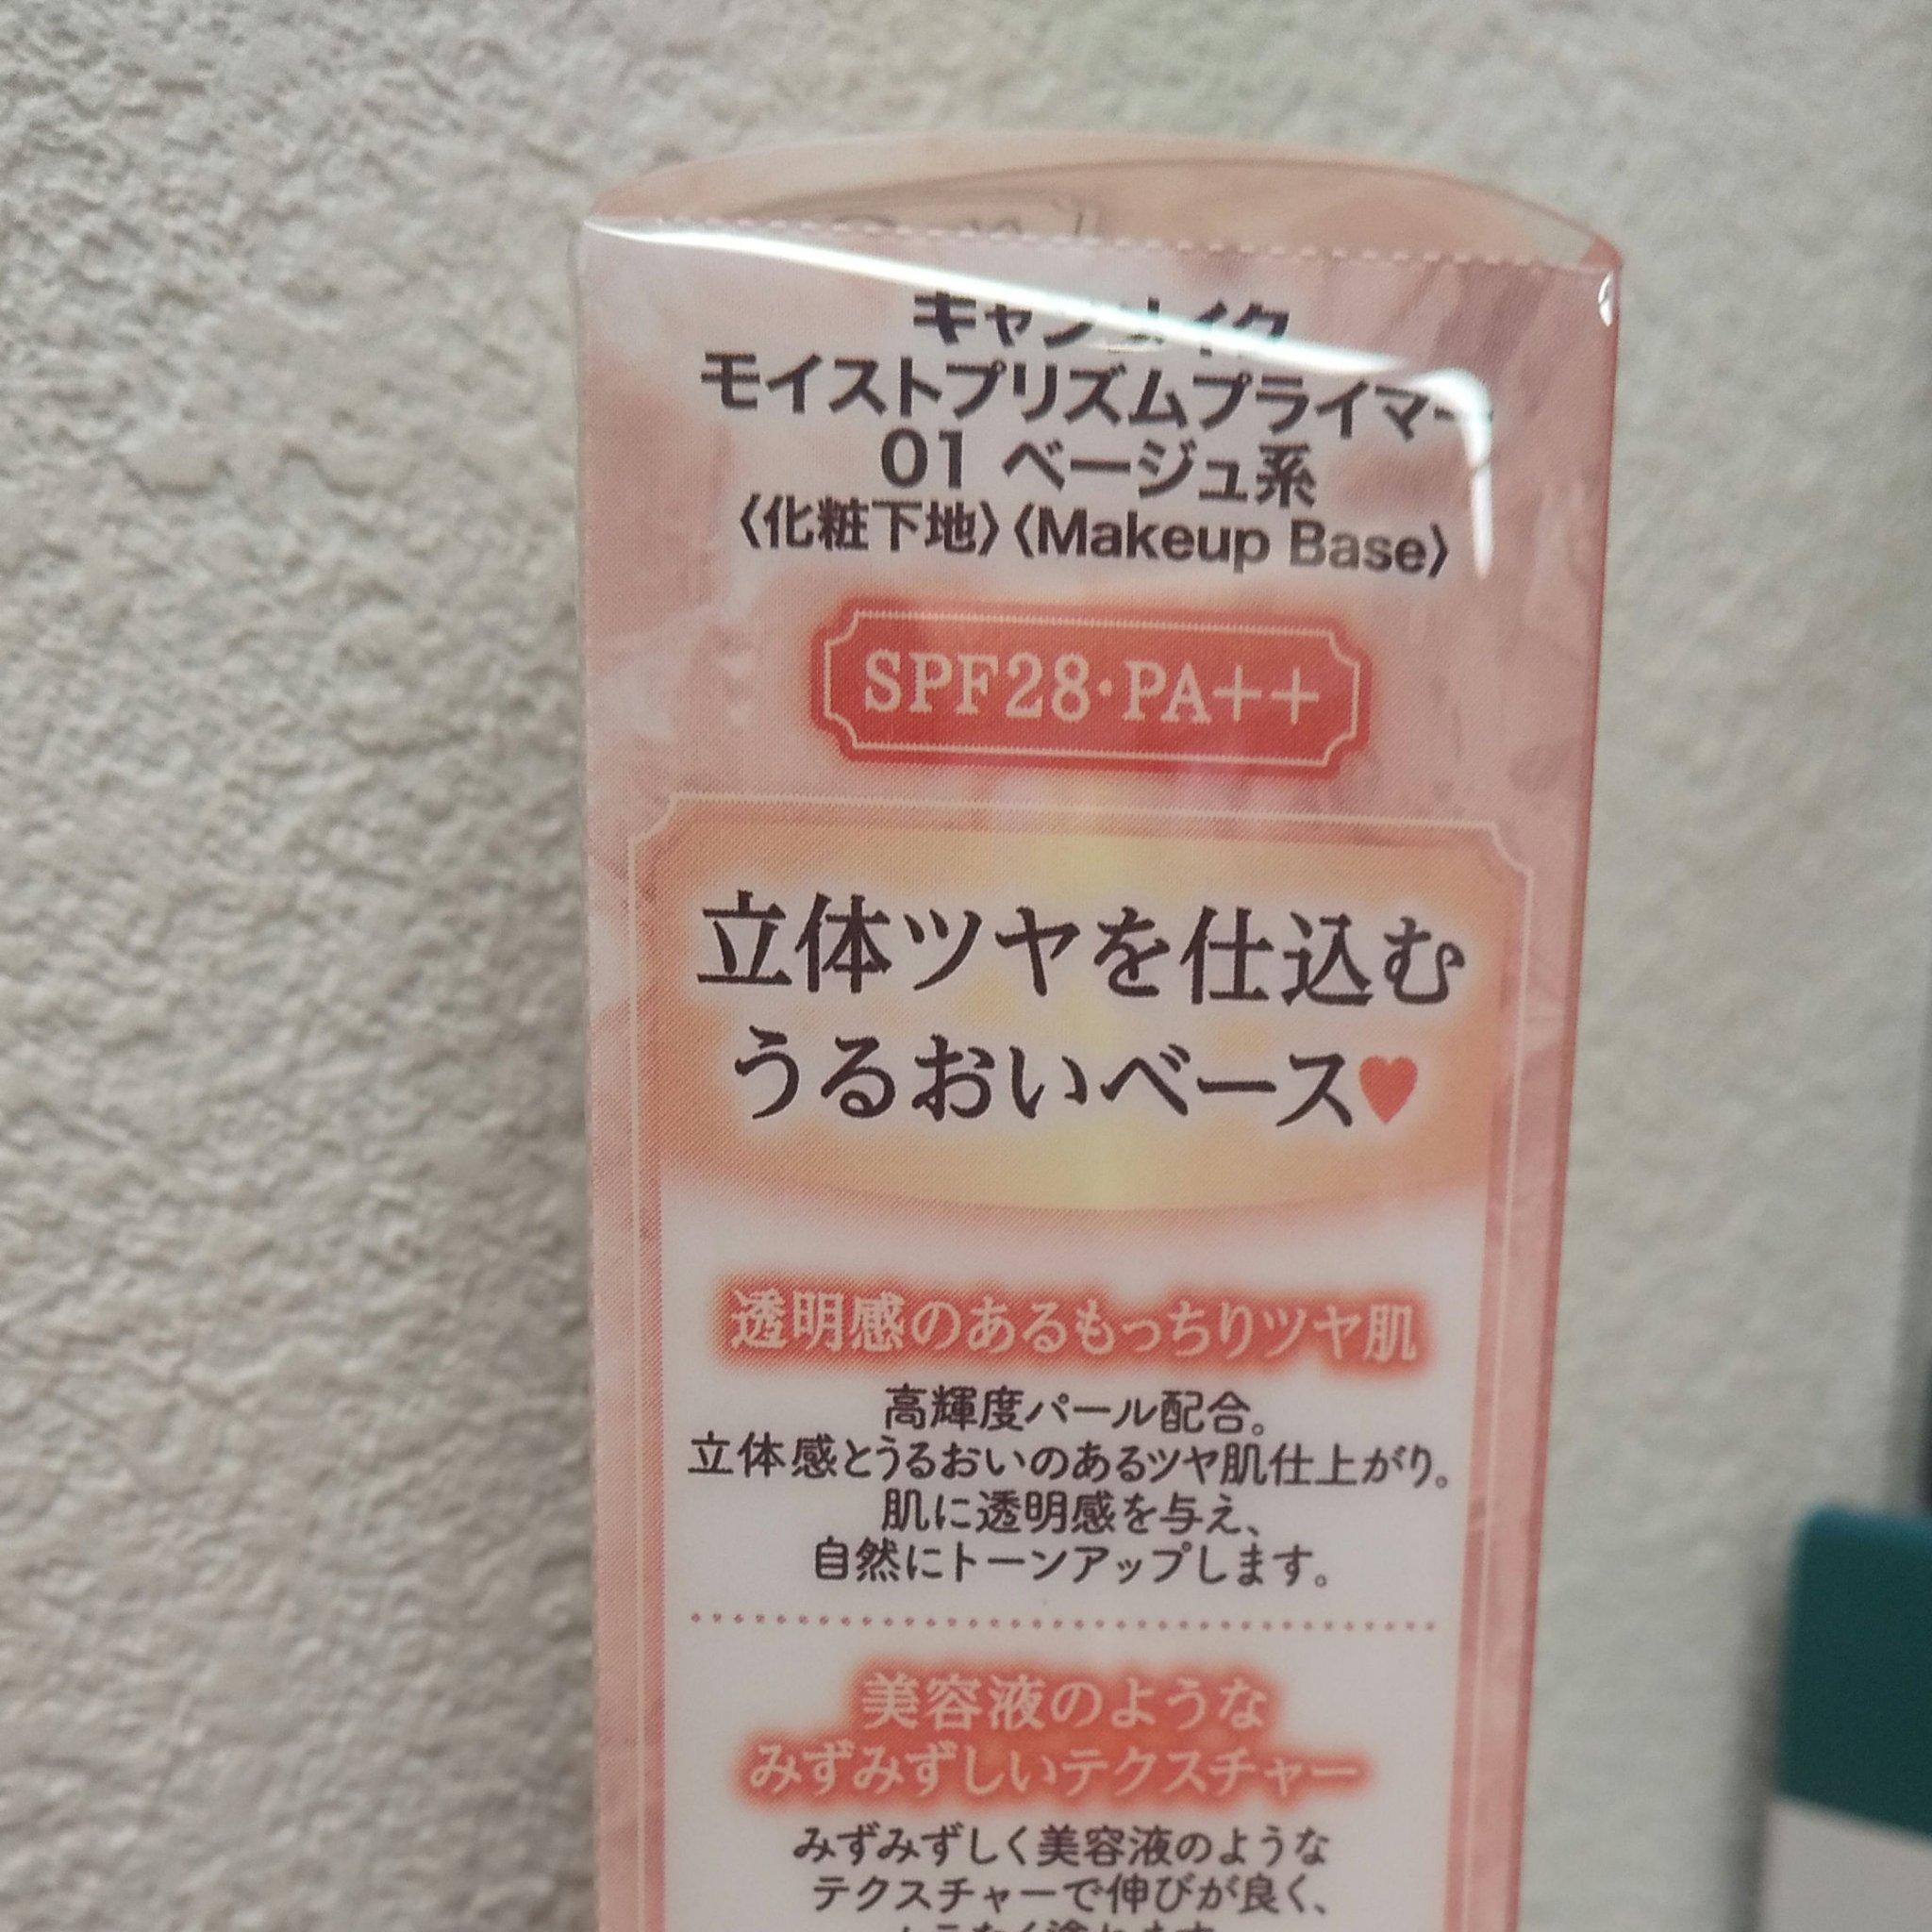 キャンメイク
モイストプリズムプライマー
01 ベージュ系
〈化粧下地〉〈Makeup Base〉
SPF28・PA++
立体ツヤを仕込む
うるおいベース♥
透明感のあるもっちりツヤ肌
高輝度パール配合。
立体感とうるおいのあるツヤ肌仕上がり。
肌に透明感を与え、
自然にトーンアップします。
美容液のような
みずみずしいテクスチャー
みずみずしく美容液のような
テクスチャーで伸びが良く、